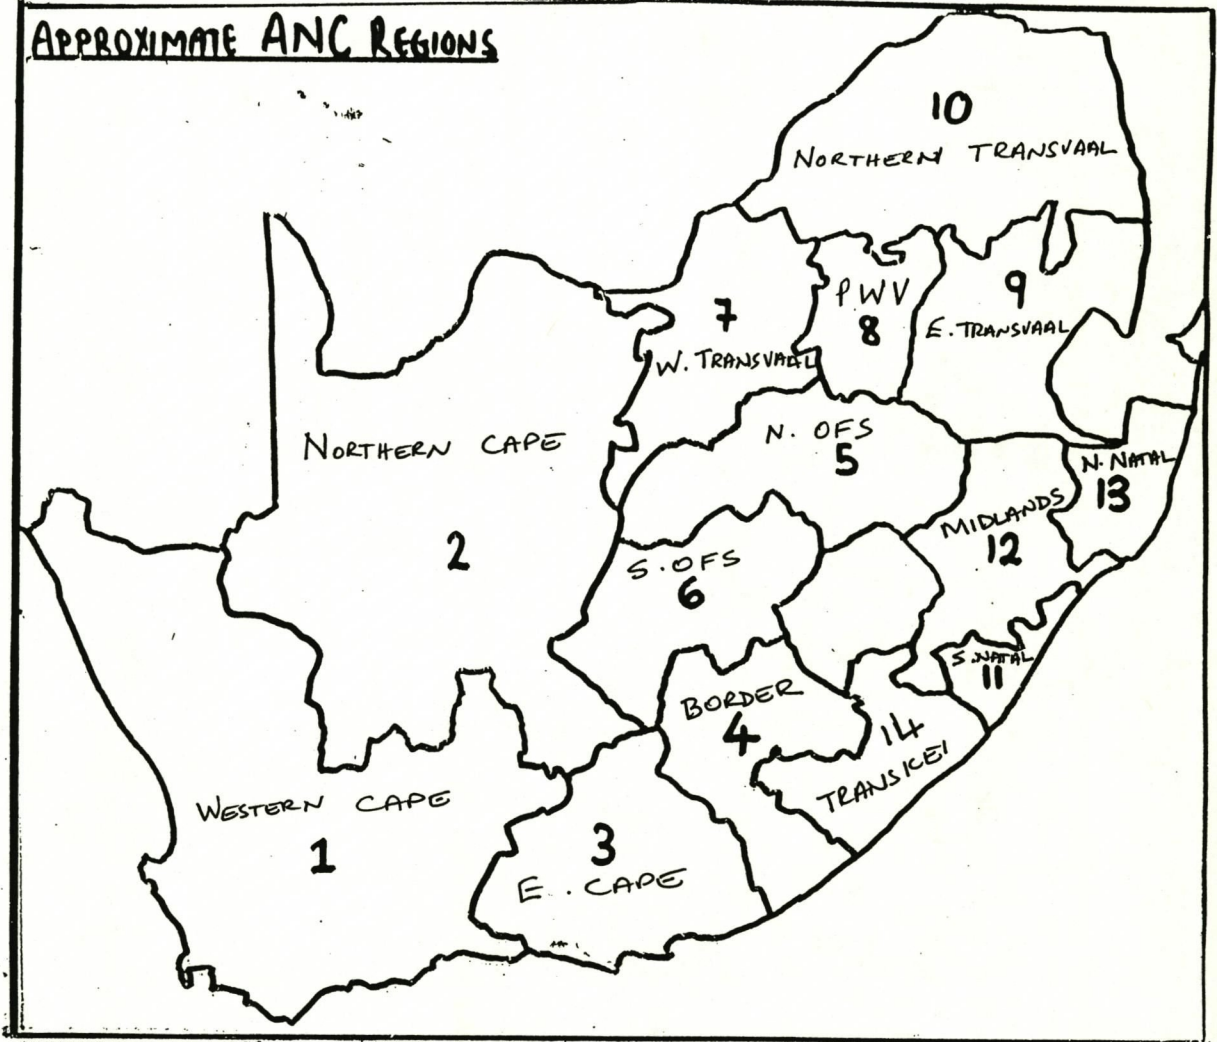 APPROXIMATE ANC REGIONS
10
NORTHERN TRANSVAAL
7
W. TRANSVAAL
PWV
8
9
E. TRANSVAAL
NORTHERN CAPE
2
N. OFS
5
N. NATAL
13
MIDLANDS
12
S. OFS
6
S. NATAL
11
BORDER
4
14
TRANSKEI
WESTERN CAPE
1
3
E. CAPE